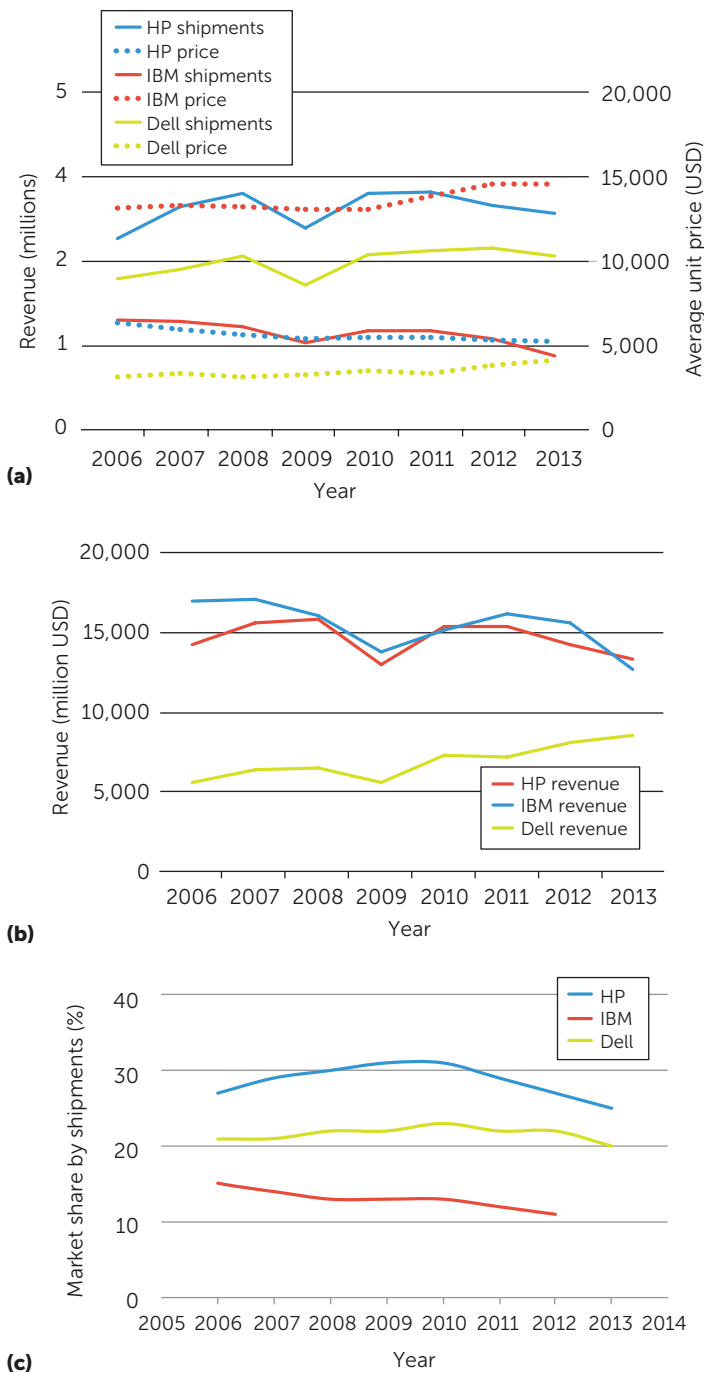 HP shipments
HP price
IBM shipments
IBM price
Dell shipments
Dell price
5
4
2
1
0
Revenue (millions)
20,000
15,000
10,000
5,000
0
Average unit price (USD)
2006 2007 2008 2009 2010 2011 2012 2013
Year
(a)
20,000
15,000
10,000
5,000
0
Revenue (million USD)
HP revenue
IBM revenue
Dell revenue
2006 2007 2008 2009 2010 2011 2012 2013
Year
(b)
40
30
20
10
0
Market share by shipments (%)
HP
IBM
Dell
2005 2006 2007 2008 2009 2010 2011 2012 2013 2014
Year
(c)